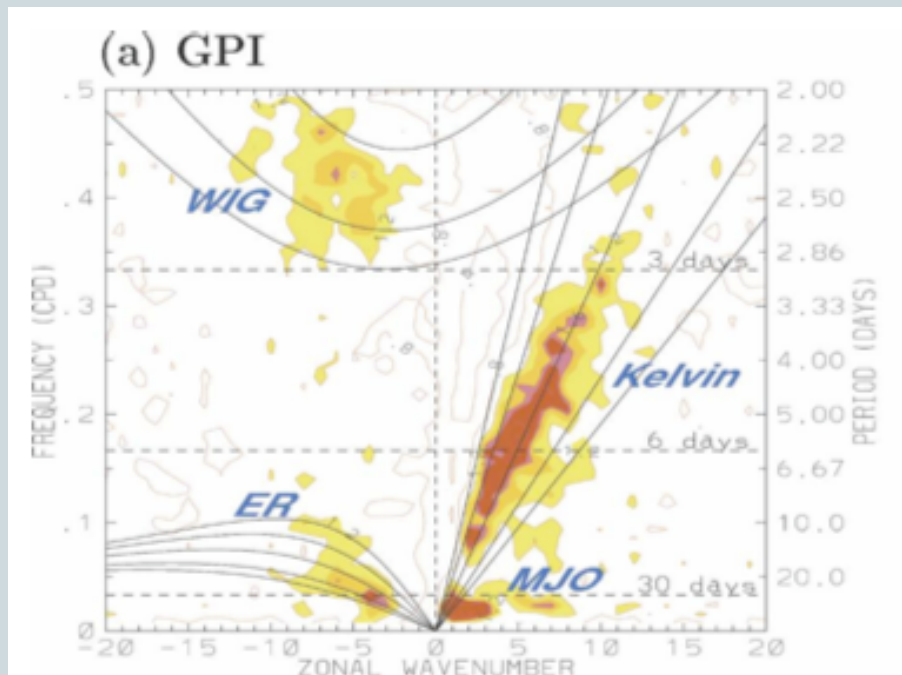 (a) GPI
.5
.4
.3
.2
.1
0
FREQUENCY (CPD)
2.00
2.22
2.50
2.86
3.33
4.00
5.00
6.67
10.0
20.0
PERIOD (DAYS)
WIG
3 days
Kelvin
6 days
ER
MJO
30 days
-20 -15 -10 -5 0 5 10 15 20
ZONAL WAVENUMBER